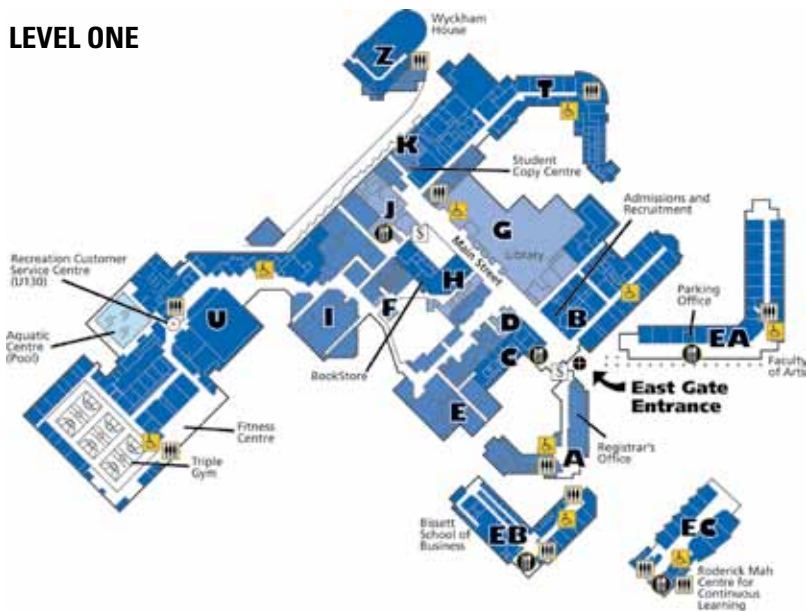 LEVEL ONE
Wyckham
House
Z
T
K
Student
Copy Centre
J
S
Main Street
G
Library
Admissions and
Recruitment
Recreation Customer
Service Centre
(U130)
Aquatic
Centre
(Pool)
U
I
F
H
D
C
B
Parking
Office
EA
Faculty
of Arts
BookStore
S
East Gate
Entrance
E
Fitness
Centre
Triple
Gym
A
Registrar's
Office
Bissett
School of
Business
EB
EC
Roderick Mah
Centre for
Continuous
Learning